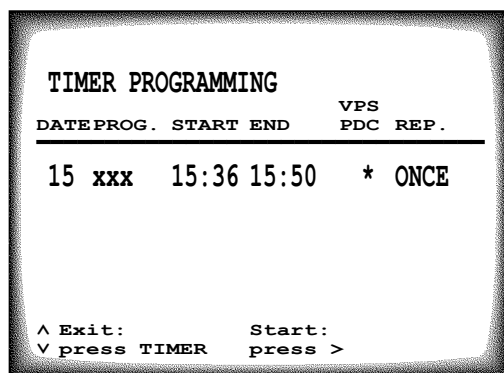 TIMER PROGRAMMING
VPS
DATE PROG. START END PDC REP.
15 xxx 15:36 15:50 * ONCE
^ Exit: Start:
v press TIMER press >